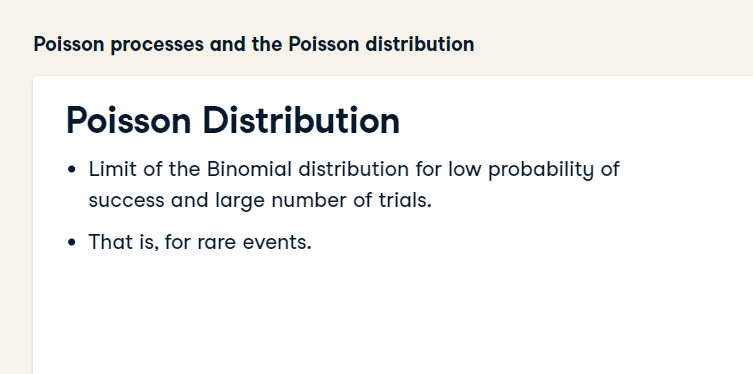 Poisson processes and the Poisson distribution
Poisson Distribution
• Limit of the Binomial distribution for low probability of
success and large number of trials.
• That is, for rare events.